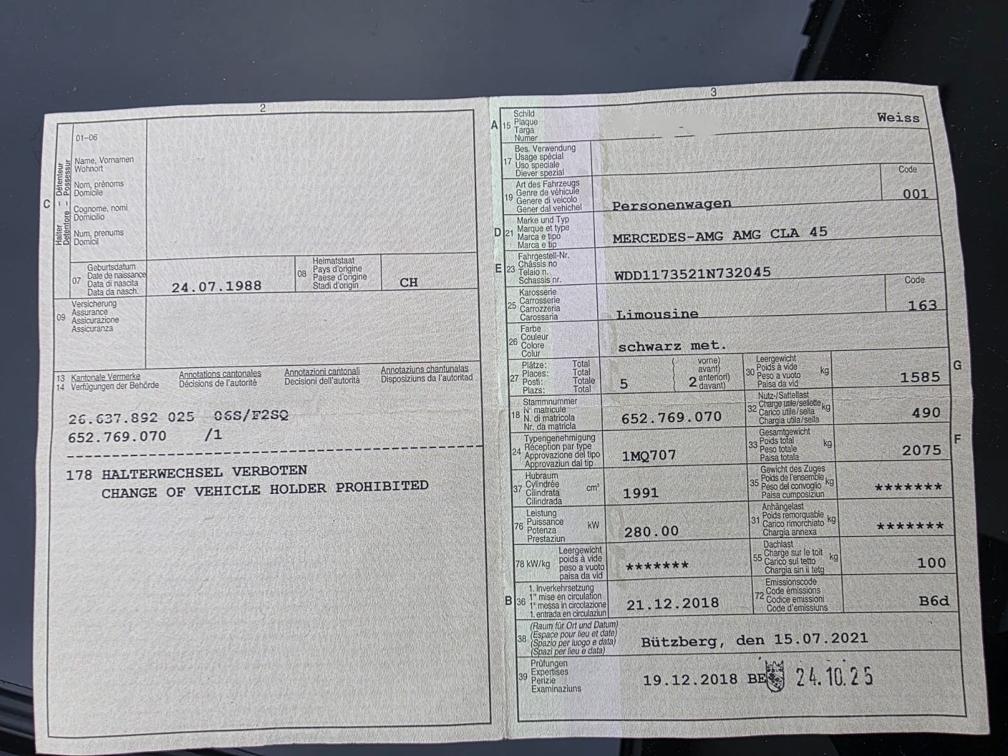 2
01-06
C
Halter -- Détenteur
Detentore -- Possessur
Name, Vornamen
Wohnort
Nom, prénoms
Domicile
Cognome, nomi
Domicilio
Num, prenums
Domicil
07
Geburtsdatum
Date de naissance
Data di nascita
Data da nasch.
24.07.1988
08
Heimatstaat
Pays d'origine
Paese d'origine
Stadi d'origin
CH
09
Versicherung
Assurance
Assicurazione
Assicuranza
13 Kantonale Vermerke
14 Verfügungen der Behörde
Annotations cantonales
Décisions de l'autorité
Annotazioni cantonali
Decisioni dell'autorità
Annotaziuns chantunalas
Disposiziuns da l'autoritad
26.637.892 025 06S/F2SQ
652.769.070 /1
178 HALTERWECHSEL VERBOTEN
CHANGE OF VEHICLE HOLDER PROHIBITED
3
A 15
Schild
Plaque
Targa
Numer
Weiss
17
Bes. Verwendung
Usage spécial
Uso speciale
Diever spezial
19
Art des Fahrzeugs
Genre de véhicule
Genere di veicolo
Gener dal vehichel
Personenwagen
Code
001
D 21
Marke und Typ
Marque et type
Marca e tipo
Marca e tip
MERCEDES-AMG AMG CLA 45
E 23
Fahrgestell-Nr.
Châssis no
Telaio n.
Schassis nr.
WDD1173521N732045
25
Karosserie
Carrosserie
Carrozzeria
Carossaria
Limousine
Code
163
26
Farbe
Couleur
Colore
Colur
schwarz met.
27
Plätze: Total
Places: Total
Posti: Totale
Plazs: Total
5
( vorne)
avant)
2 anteriori)
davant)
30
Leergewicht
Poids à vide
Peso a vuoto
Paisa da vid
kg
1585
G
18
Stammnummer
N° matricule
N. di matricola
Nr. da matricla
652.769.070
32
Nutz-/Sattellast
Charge utile/sellette
Carico utile/sella
Chargia utila/sella
kg
490
24
Typengenehmigung
Réception par type
Approvazione del tipo
Approvaziun dal tip
1MQ707
33
Gesamtgewicht
Poids total
Peso totale
Paisa totala
kg
2075
F
37
Hubraum
Cylindrée
Cilindrata
Cilindrada
cm³
1991
35
Gewicht des Zuges
Poids de l'ensemble
Peso del convoglio
Paisa cumposiziun
kg
*******
76
Leistung
Puissance
Potenza
Prestaziun
kW
280.00
31
Anhängelast
Poids remorquable
Carico rimorchiato
Chargia annexa
kg
*******
78 kW/kg
Leergewicht
poids à vide
peso a vuoto
paisa da vid
*******
55
Dachlast
Charge sur le toit
Carico sul tetto
Chargia sin il tetg
kg
100
B 36
1. Inverkehrsetzung
1re mise en circulation
1a messa in circolazione
1. entrada en circulaziun
21.12.2018
72
Emissionscode
Code émissions
Codice emissioni
Code d'emissiuns
B6d
38
(Raum für Ort und Datum)
(Espace pour lieu et date)
(Spazio per luogo e data)
(Spazi per lieu e data)
Bützberg, den 15.07.2021
39
Prüfungen
Expertises
Perizie
Examinaziuns
19.12.2018 BE 24.10.25